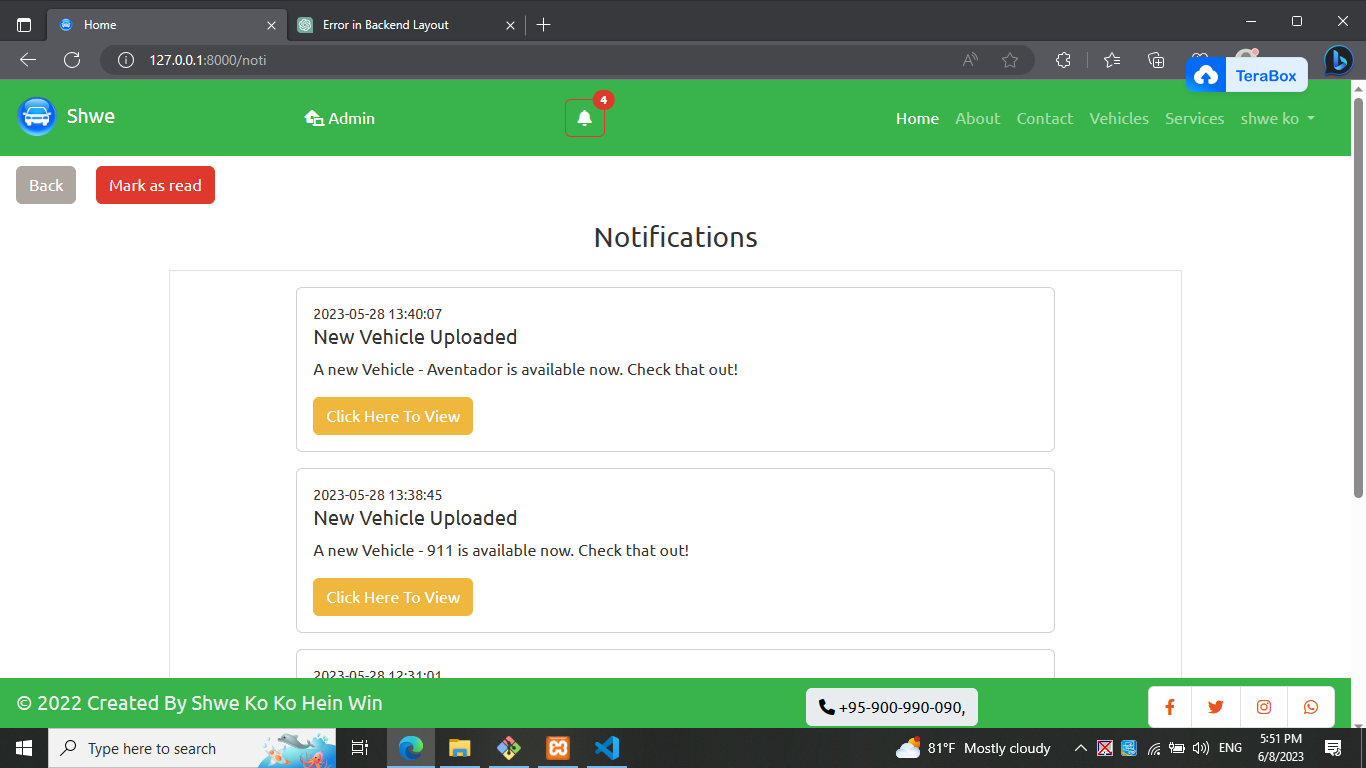 Home
Error in Backend Layout
127.0.0.1:8000/noti
TeraBox
Shwe
Admin
4
Home About Contact Vehicles Services shwe ko
Back
Mark as read
Notifications
2023-05-28 13:40:07
New Vehicle Uploaded
A new Vehicle - Aventador is available now. Check that out!
Click Here To View
2023-05-28 13:38:45
New Vehicle Uploaded
A new Vehicle - 911 is available now. Check that out!
Click Here To View
2023-05-28 12:31:01
© 2022 Created By Shwe Ko Ko Hein Win
+95-900-990-090,
Type here to search
81°F Mostly cloudy
ENG
5:51 PM
6/8/2023